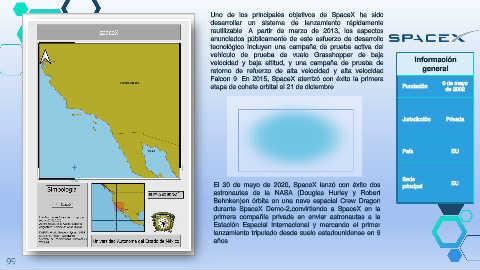 spaceX
Simbología
Universidad Autonoma del Estado de México
Uno de los principales objetivos de SpaceX ha sido
desarrollar un sistema de lanzamiento rápidamente
reutilizable A partir de marzo de 2013, los aspectos
anunciados públicamente de este esfuerzo de desarrollo
tecnológico incluyen una campaña de prueba activa del
vehículo de prueba de vuelo Grasshopper de baja
velocidad y baja altitud, y una campaña de prueba de
retorno de refuerzo de alta velocidad y alta velocidad
Falcon 9 En 2015, SpaceX aterrizó con éxito la primera
etapa de cohete orbital el 21 de diciembre
El 30 de mayo de 2020, SpaceX lanzó con éxito dos
astronautas de la NASA (Douglas Hurley y Robert
Behnken)en órbita en una nave espacial Crew Dragon
durante SpaceX Demo-2,convirtiendo a SpaceX en la
primera compañía privada en enviar astronautas a la
Estación Espacial Internacional y marcando el primer
lanzamiento tripulado desde suelo estadounidense en 9
años
SPACEX
Información
general
Fundación 6 de mayo
de 2002
Jurisdicción Privada
País EU
Sede
principal EU
99